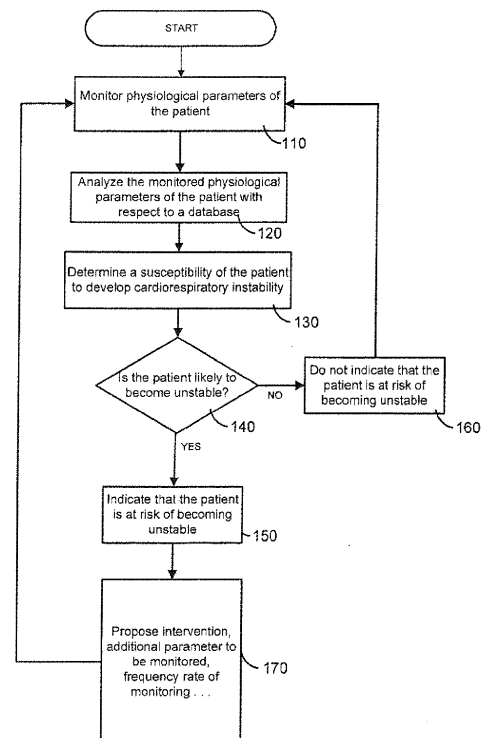 START
Monitor physiological parameters of
the patient
110
Analyze the monitored physiological
parameters of the patient with
respect to a database
120
Determine a susceptibility of the patient
to develop cardiorespiratory instability
130
Is the patient likely to
become unstable?
140
NO
Do not indicate that the
patient is at risk of
becoming unstable
160
YES
Indicate that the patient
is at risk of becoming
unstable
150
Propose intervention,
additional parameter to
be monitored,
frequency rate of
monitoring . . .
170